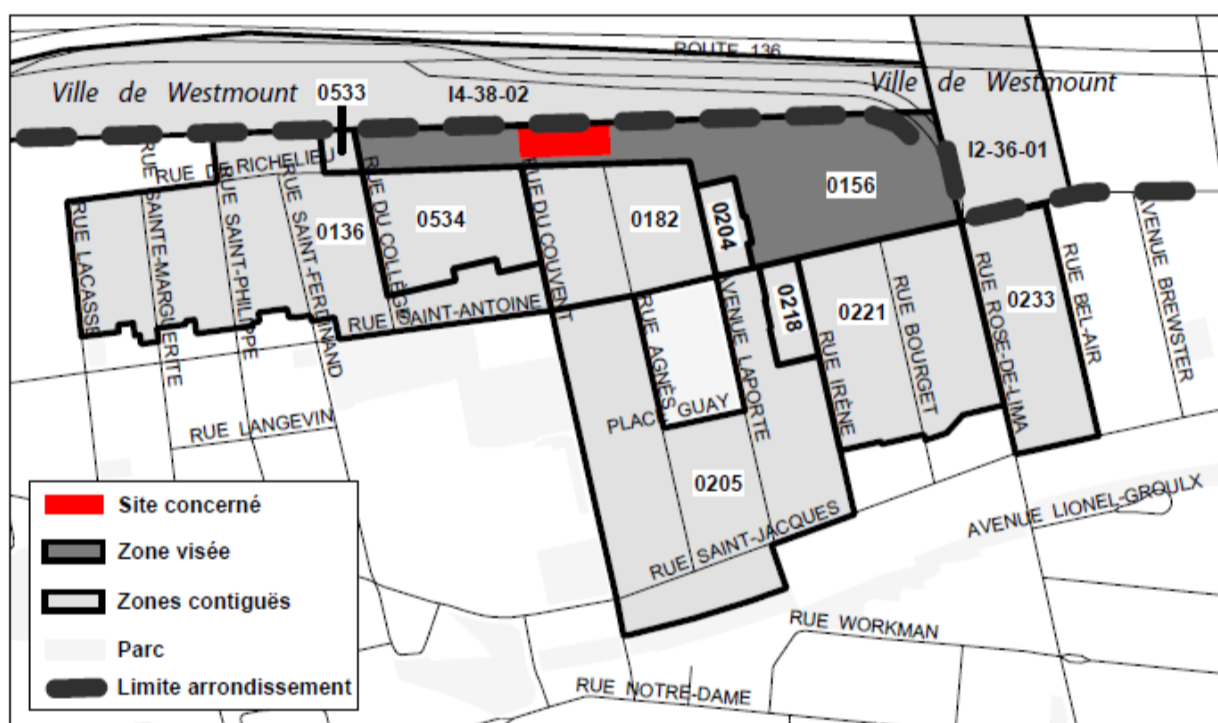 ROUTE 136
Ville de Westmount
0533
I4-38-02
Ville de Westmount
I2-36-01
RUE DE RICHELIEU
0156
RUE LACASSE
RUE SAINTE-MARGUERITE
RUE SAINT-PHILIPPE
RUE SAINT-FERDINAND
0136
RUE DU COLLÈGE
0534
RUE DU COUVENT
0182
0204
RUE SAINT-ANTOINE
0218
0221
RUE BOURGET
RUE ROSE-DE-LIMA
0233
RUE BEL-AIR
AVENUE BREWSTER
RUE AGNÈS
AVENUE LAPORTE
RUE IRÈNE
PLAC GUAY
RUE LANGEVIN
0205
RUE SAINT-JACQUES
AVENUE LIONEL-GROULX
RUE WORKMAN
RUE NOTRE-DAME
Site concerné
Zone visée
Zones contiguës
Parc
Limite arrondissement